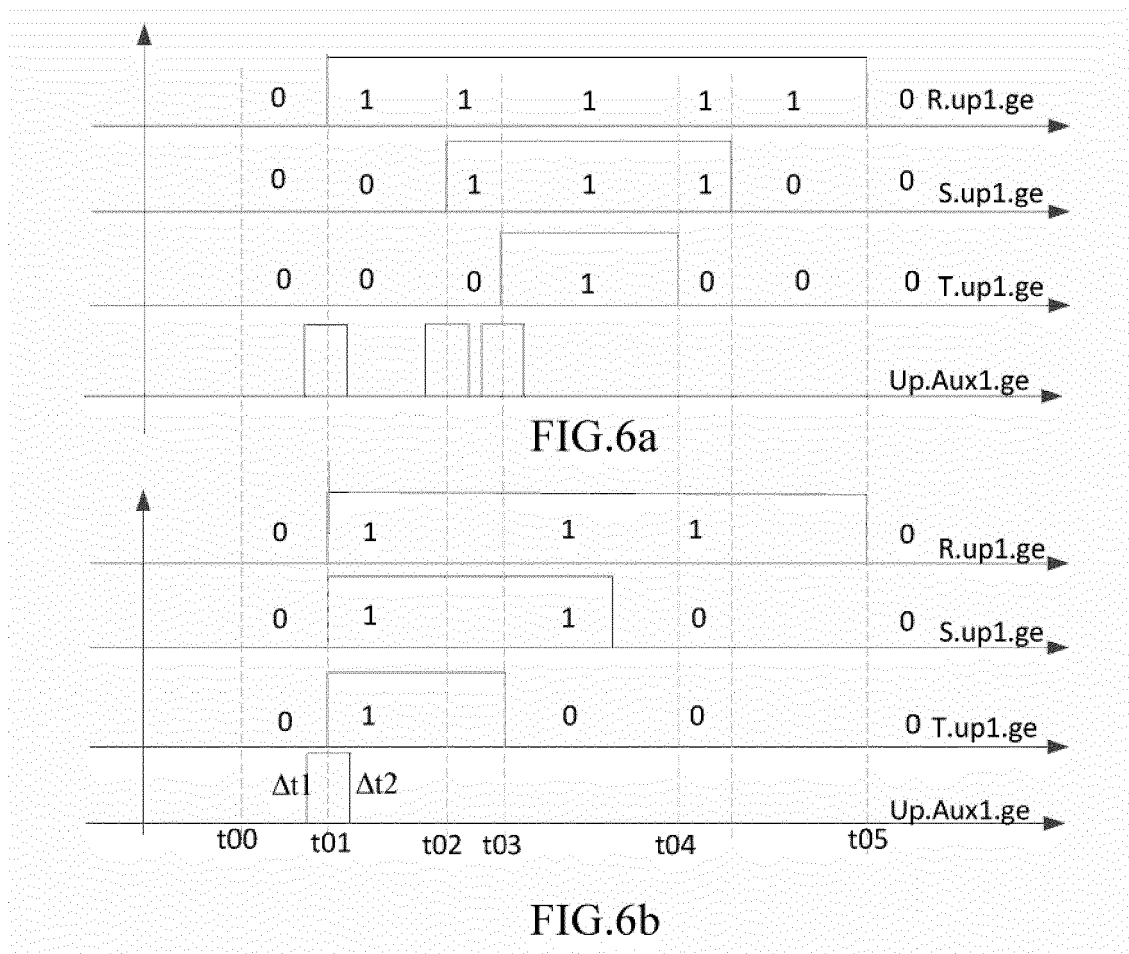 0 1 1 1 1 1 0 R.up1.ge
0 0 1 1 1 0 0 S.up1.ge
0 0 0 1 0 0 0 T.up1.ge
Up.Aux1.ge
FIG.6a
0 1 1 1 0 R.up1.ge
0 1 1 0 0 S.up1.ge
0 1 0 0 0 T.up1.ge
Δt1 Δt2 Up.Aux1.ge
t00 t01 t02 t03 t04 t05
FIG.6b